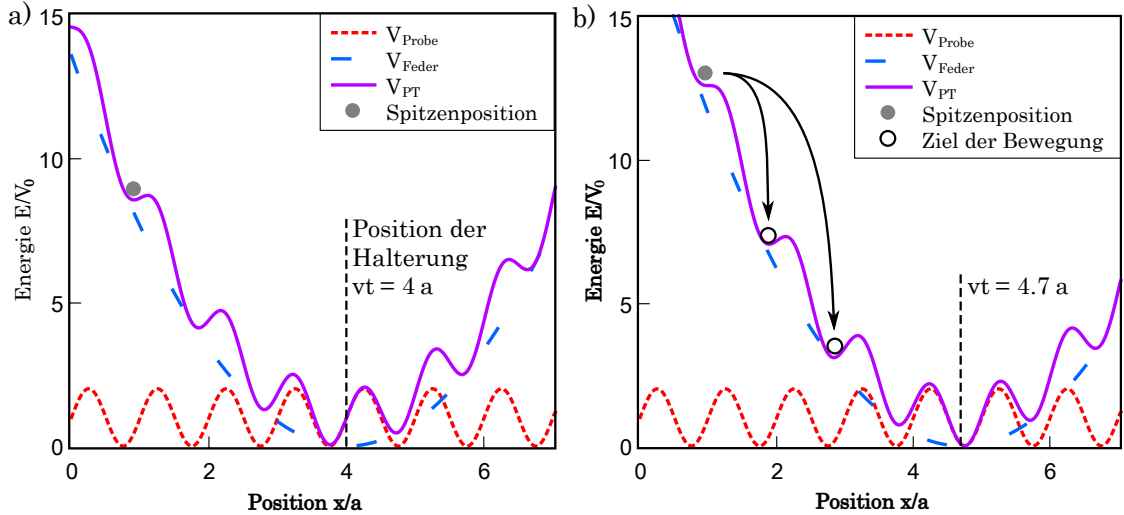 a)
15
10
5
0
Energie E/V₀
V_Probe
V_Feder
V_PT
Spitzenposition
Position der
Halterung
vt = 4 a
0
2
4
6
Position x/a
b)
15
10
5
0
Energie E/V₀
V_Probe
V_Feder
V_PT
Spitzenposition
Ziel der Bewegung
vt = 4.7 a
0
2
4
6
Position x/a